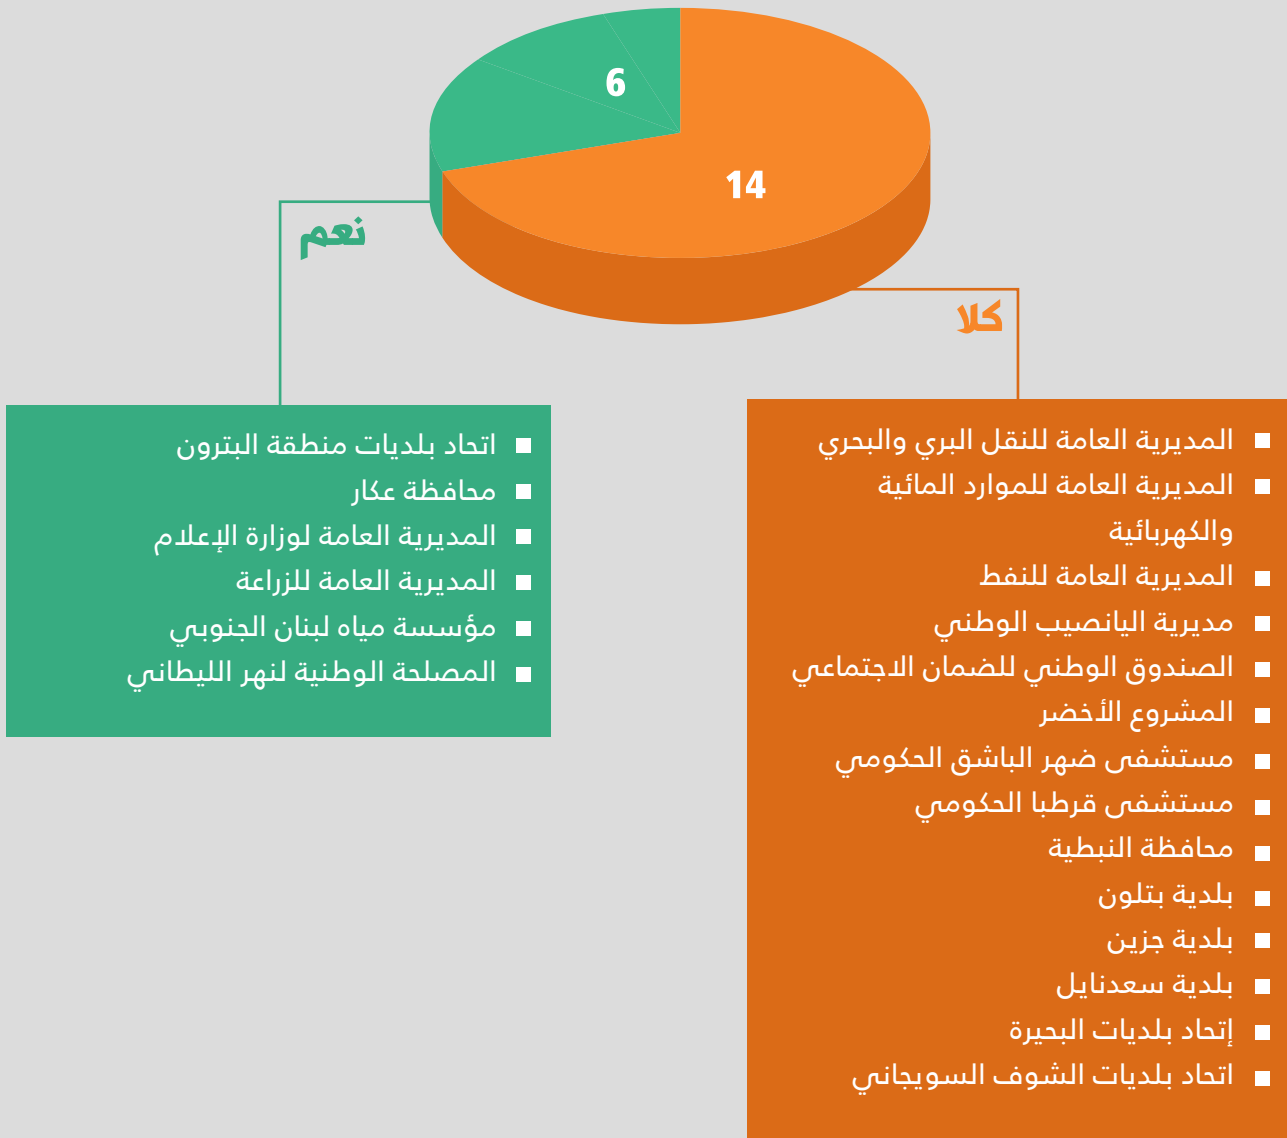 6
14
نعم
كلا
المديرية العامة للنقل البري والبحري
المديرية العامة للموارد المائية
والكهربائية
المديرية العامة للنفط
مديرية اليانصيب الوطني
الصندوق الوطني للضمان الاجتماعي
المشروع الأخضر
مستشفى ضهر الباشق الحكومي
مستشفى قرطبا الحكومي
محافظة النبطية
بلدية بتلون
بلدية جزين
بلدية سعدنايل
إتحاد بلديات البحيرة
اتحاد بلديات الشوف السويجاني
اتحاد بلديات منطقة البترون
محافظة عكار
المديرية العامة لوزارة الإعلام
المديرية العامة للزراعة
مؤسسة مياه لبنان الجنوبي
المصلحة الوطنية لنهر الليطاني